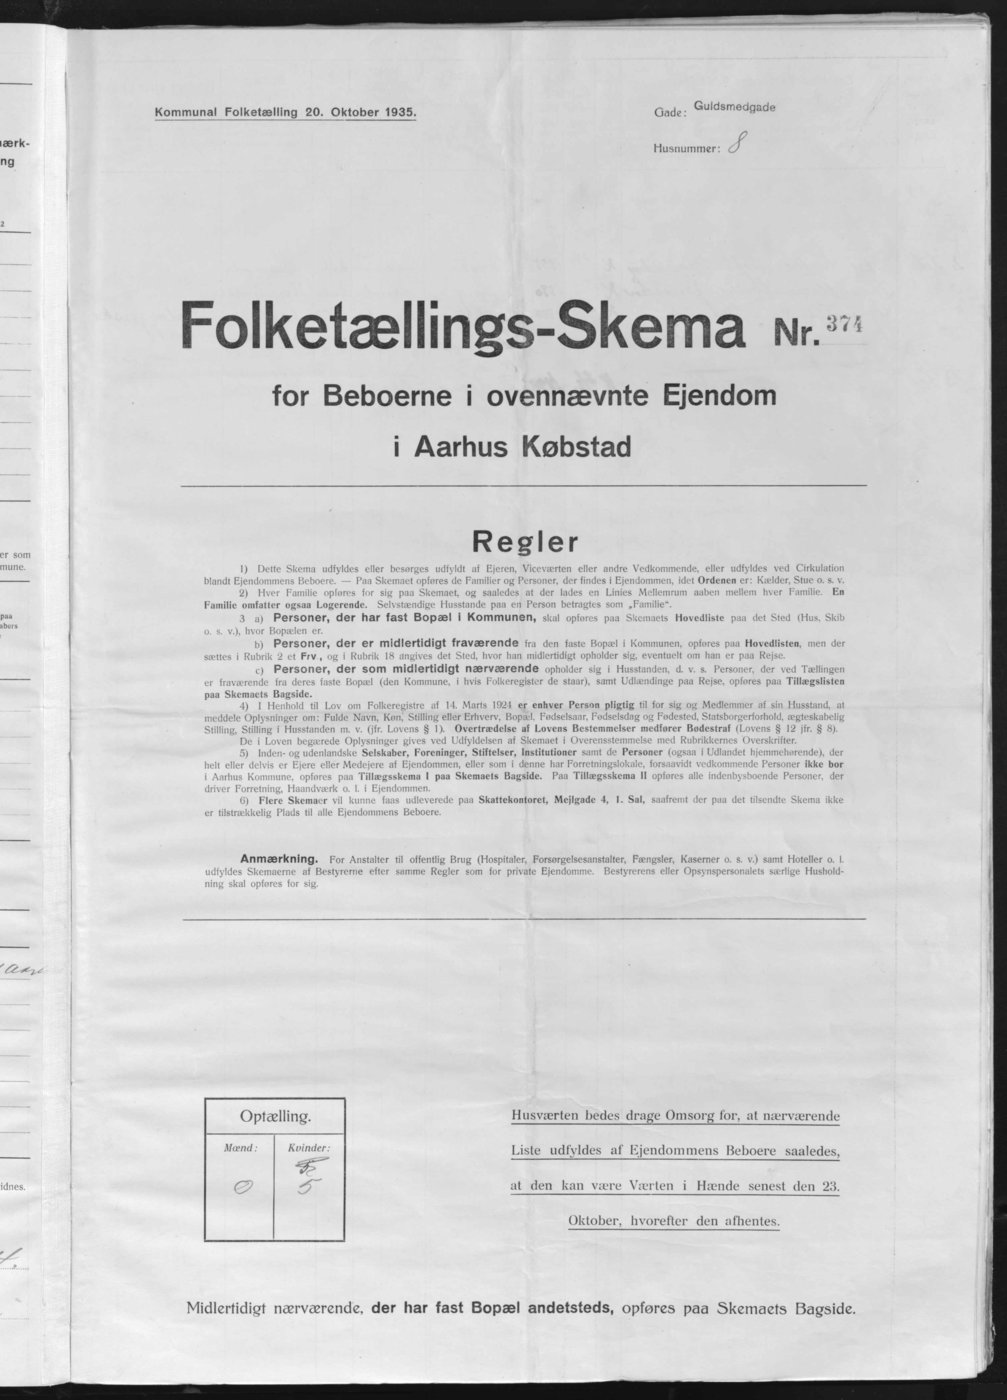 Kommunal Folketælling 20. Oktober 1935.
Gade: Guldsmedgade
Husnummer: 8
Folketællings-Skema Nr. 374
for Beboerne i ovennævnte Ejendom
i Aarhus Købstad
Regler
1) Dette Skema udfyldes eller besørges udfyldt af Ejeren, Viceværten eller andre Vedkommende, eller udfyldes ved Cirkulation
blandt Ejendommens Beboere. — Paa Skemaet opføres de Familier og Personer, der findes i Ejendommen, idet Ordenen er: Kælder, Stue o. s. v.
2) Hver Familie opføres for sig paa Skemaet, og saaledes at der lades en Linies Mellemrum aaben mellem hver Familie. En
Familie omfatter ogsaa Logerende. Selvstændige Husstande paa en Person betragtes som „Familie“.
3 a) Personer, der har fast Bopæl i Kommunen, skal opføres paa Skemaets Hovedliste paa det Sted (Hus, Skib
o. s. v.), hvor Bopælen er.
b) Personer, der er midlertidigt fraværende fra den faste Bopæl i Kommunen, opføres paa Hovedlisten, men der
sættes i Rubrik 2 et Frv., og i Rubrik 18 angives det Sted, hvor han midlertidigt opholder sig, eventuelt om han er paa Rejse.
c) Personer, der som midlertidigt nærværende opholder sig i Husstanden, d. v. s. Personer, der ved Tællingen
er fraværende fra deres faste Bopæl (den Kommune, i hvis Folkeregister de staar), samt Udlændinge paa Rejse, opføres paa Tillægslisten
paa Skemaets Bagside.
4) I Henhold til Lov om Folkeregistre af 14. Marts 1924 er enhver Person pligtig til for sig og Medlemmer af sin Husstand, at
meddele Oplysninger om: Fulde Navn, Køn, Stilling eller Erhverv, Bopæl, Fødselsaar, Fødselsdag og Fødested, Statsborgerforhold, ægteskabelig
Stilling, Stilling i Husstanden m. v. (jfr. Lovens § 1). Overtrædelse af Lovens Bestemmelser medfører Bødestraf (Lovens § 12 jfr. § 8).
De i Loven begærede Oplysninger gives ved Udfyldelsen af Skemaet i Overensstemmelse med Rubrikkernes Overskrifter.
5) Inden- og udenlandske Selskaber, Foreninger, Stiftelser, Institutioner samt de Personer (ogsaa i Udlandet hjemmehørende), der
helt eller delvis er Ejere eller Medejere af Ejendommen, eller som i denne har Forretningslokale, forsaavidt vedkommende Personer ikke bor
i Aarhus Kommune, opføres paa Tillægsskema I paa Skemaets Bagside. Paa Tillægsskema II opføres alle indenbysboende Personer, der
driver Forretning, Haandværk o. l. i Ejendommen.
6) Flere Skemaer vil kunne faas udleverede paa Skattekontoret, Mejlgade 4, 1. Sal, saafremt der paa det tilsendte Skema ikke
er tilstrækkelig Plads til alle Ejendommens Beboere.
Anmærkning. For Anstalter til offentlig Brug (Hospitaler, Forsørgelsesanstalter, Fængsler, Kaserner o. s. v.) samt Hoteller o. l.
udfyldes Skemaerne af Bestyrerne efter samme Regler som for private Ejendomme. Bestyrerens eller Opsynspersonalets særlige Hushold-
ning skal opføres for sig.
Optælling.
Mænd: Kvinder:
0 5
Husværten bedes drage Omsorg for, at nærværende
Liste udfyldes af Ejendommens Beboere saaledes,
at den kan være Værten i Hænde senest den 23.
Oktober, hvorefter den afhentes.
Midlertidigt nærværende, der har fast Bopæl andetsteds, opføres paa Skemaets Bagside.